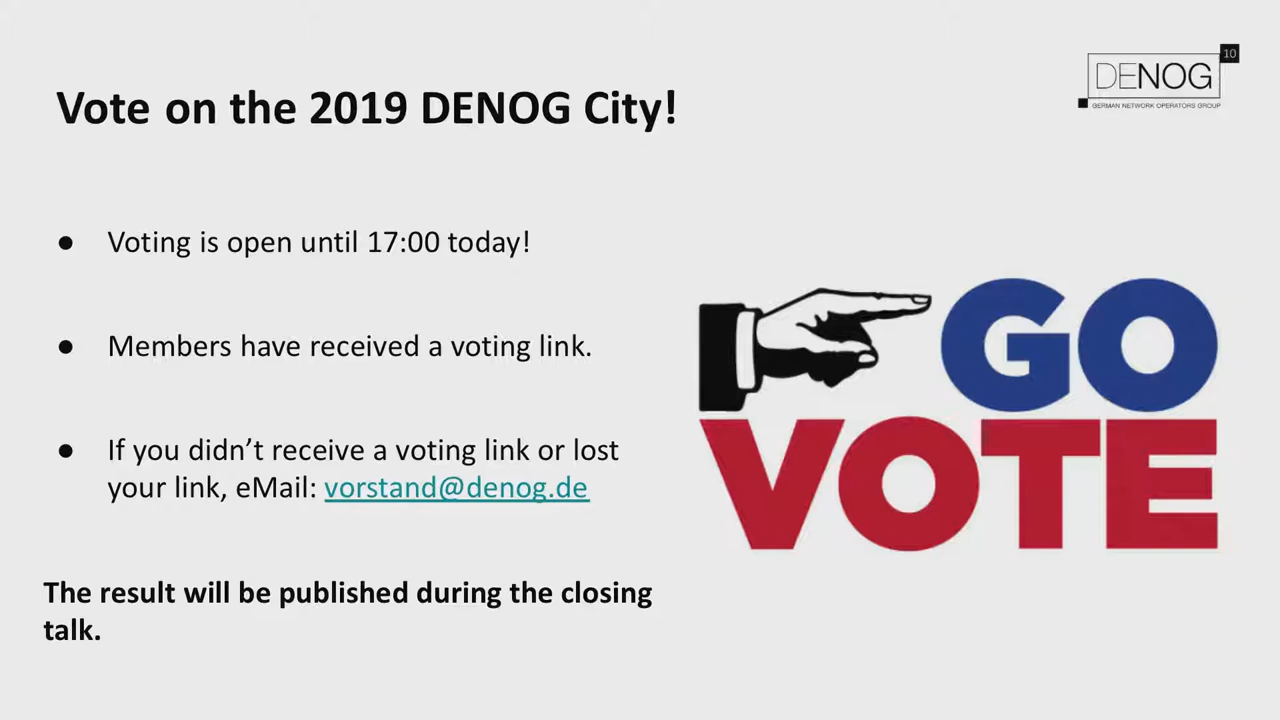 10
DENOG
GERMAN NETWORK OPERATORS GROUP
Vote on the 2019 DENOG City!
● Voting is open until 17:00 today!
● Members have received a voting link.
● If you didn’t receive a voting link or lost
your link, eMail: vorstand@denog.de
The result will be published during the closing
talk.
GO
VOTE